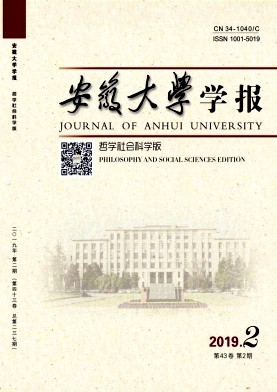 CN 34-1040/C
ISSN 1001-5019
安徽大学学报
JOURNAL OF ANHUI UNIVERSITY
哲学社会科学版
PHILOSOPHY AND SOCIAL SCIENCES EDITION
2019.2
第43卷 第2期
安徽大学学报
哲学社会科学版
二〇一九年第二期(第四十三卷 总第二三七期)